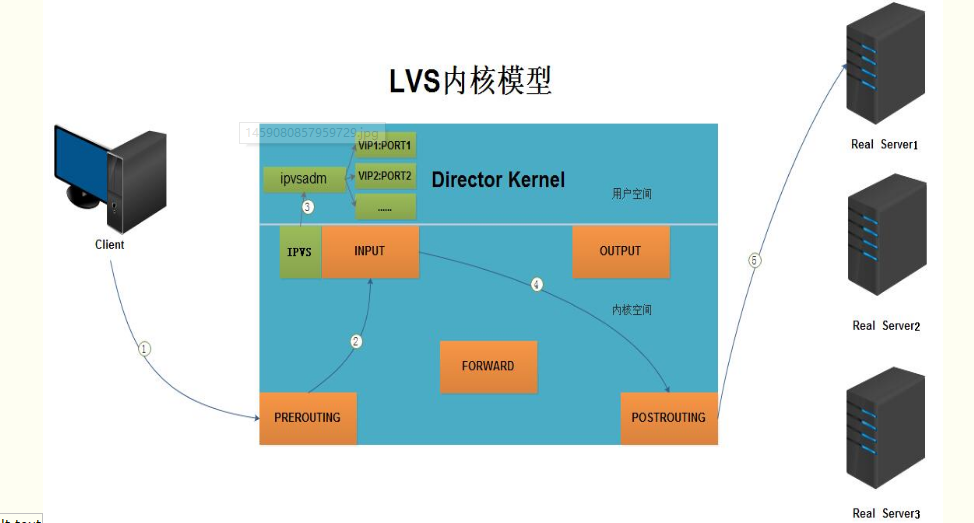 LVS内核模型
1459080857959729.jpg
VIP1:PORT1
ipvsadm
VIP2:PORT2
Director Kernel
用户空间
......
③
IPVS
INPUT
OUTPUT
④
内核空间
②
FORWARD
PREROUTING
POSTROUTING
Client
①
⑤
Real Server1
Real Server2
Real Server3